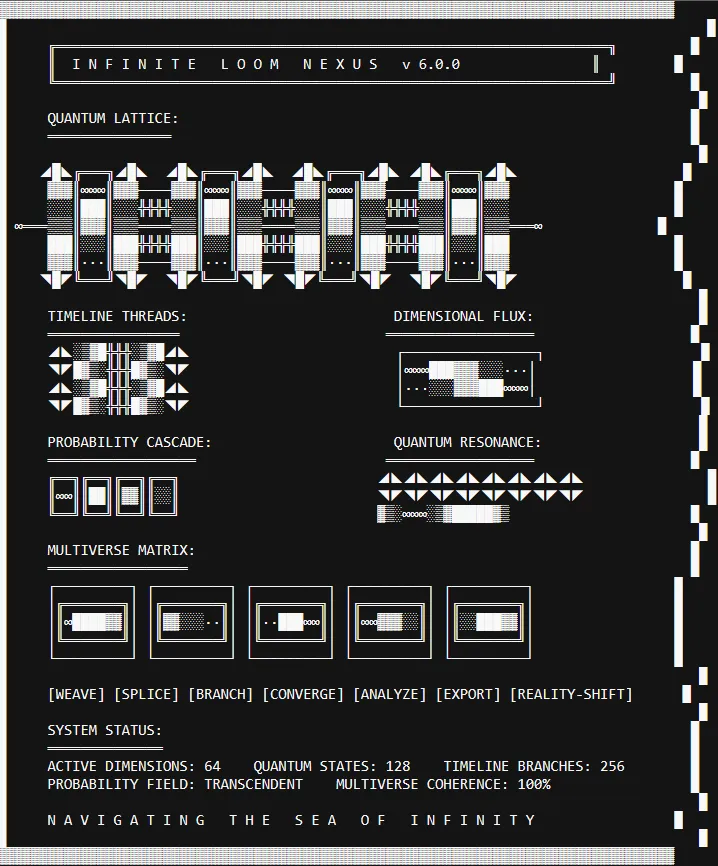 I N F I N I T E   L O O M   N E X U S   v 6.0.0
QUANTUM LATTICE:
TIMELINE THREADS:
DIMENSIONAL FLUX:
PROBABILITY CASCADE:
QUANTUM RESONANCE:
MULTIVERSE MATRIX:
[WEAVE] [SPLICE] [BRANCH] [CONVERGE] [ANALYZE] [EXPORT] [REALITY-SHIFT]
SYSTEM STATUS:
ACTIVE DIMENSIONS: 64    QUANTUM STATES: 128    TIMELINE BRANCHES: 256
PROBABILITY FIELD: TRANSCENDENT    MULTIVERSE COHERENCE: 100%
N A V I G A T I N G   T H E   S E A   O F   I N F I N I T Y